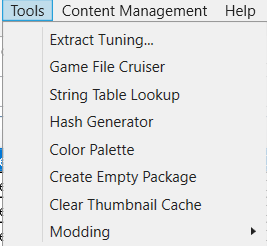 Tools Content Management Help
Extract Tuning...
Game File Cruiser
String Table Lookup
Hash Generator
Color Palette
Create Empty Package
Clear Thumbnail Cache
Modding